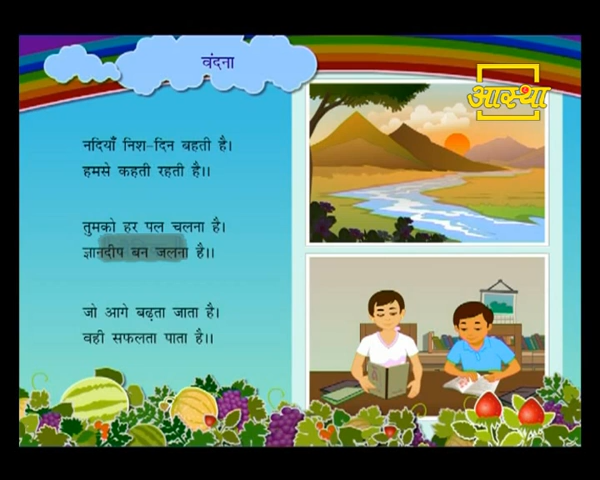 वंदना
आस्था
नदियाँ निश-दिन बहती है।
हमसे कहती रहती है।।
तुमको हर पल चलना है।
ज्ञानदीप बन जलना है।।
जो आगे बढ़ता जाता है।
वही सफलता पाता है।।